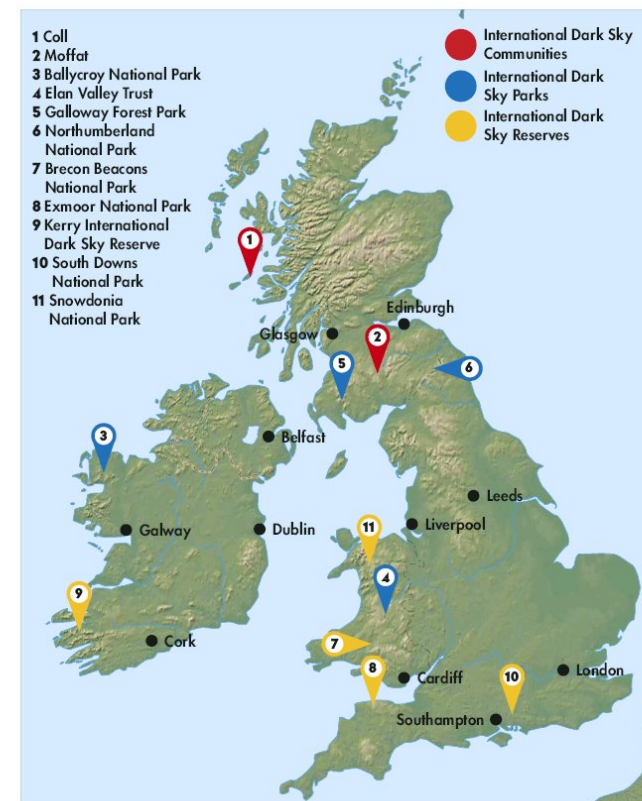 1 Coll
2 Moffat
3 Ballycroy National Park
4 Elan Valley Trust
5 Galloway Forest Park
6 Northumberland
National Park
7 Brecon Beacons
National Park
8 Exmoor National Park
9 Kerry International
Dark Sky Reserve
10 South Downs
National Park
11 Snowdonia
National Park
International Dark Sky
Communities
International Dark
Sky Parks
International Dark
Sky Reserves
1
Edinburgh
Glasgow
2
5
6
3
Belfast
Leeds
Galway
Dublin
11
Liverpool
4
9
Cork
7
8
Cardiff
10
London
Southampton